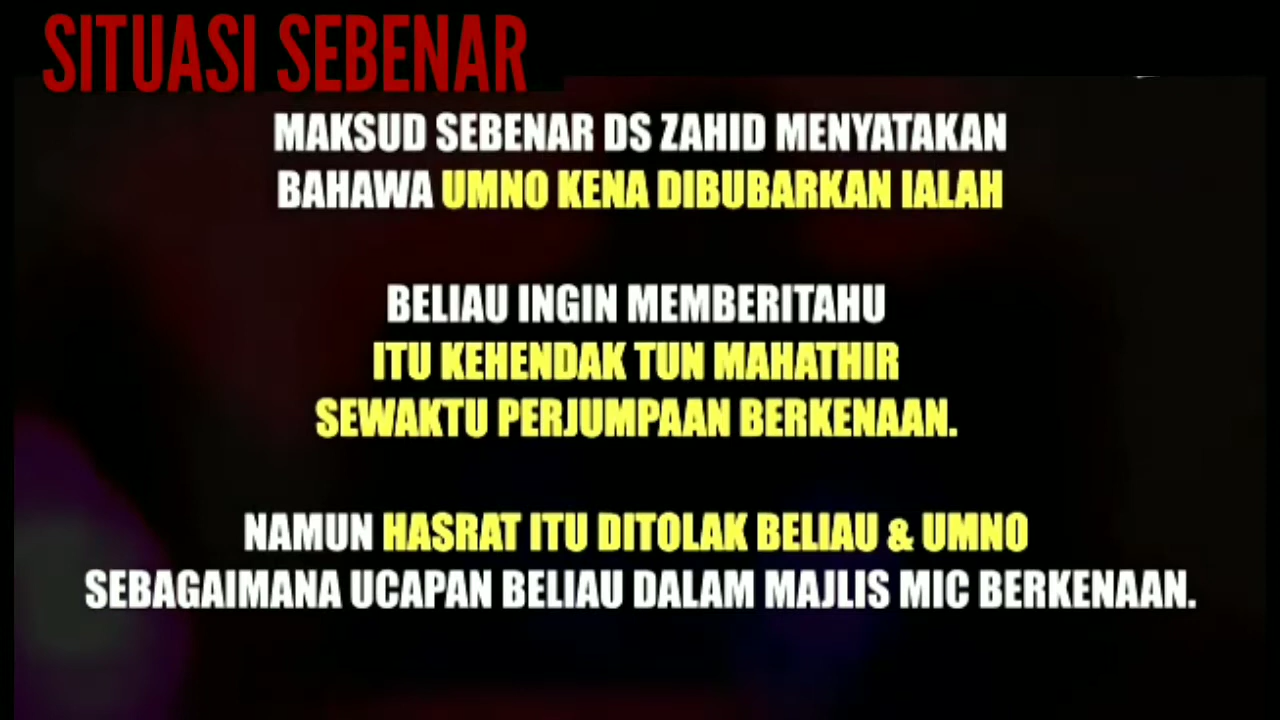 SITUASI SEBENAR
MAKSUD SEBENAR DS ZAHID MENYATAKAN
BAHAWA UMNO KENA DIBUBARKAN IALAH
BELIAU INGIN MEMBERITAHU
ITU KEHENDAK TUN MAHATHIR
SEWAKTU PERJUMPAAN BERKENAAN.
NAMUN HASRAT ITU DITOLAK BELIAU & UMNO
SEBAGAIMANA UCAPAN BELIAU DALAM MAJLIS MIC BERKENAAN.